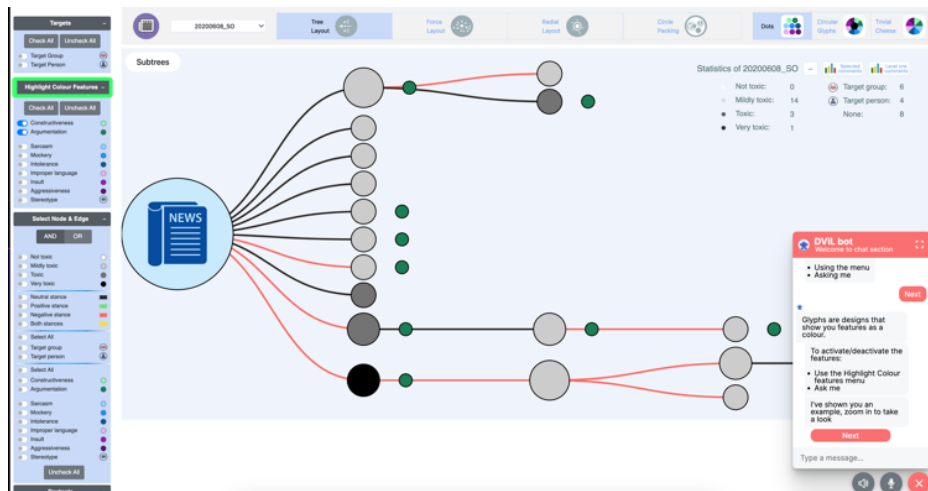 Targets -
Check All Uncheck All
Target Group
Target Person
Highlight Colour Features -
Check All Uncheck All
Constructiveness
Argumentation
Sarcasm
Mockery
Intolerance
Improper language
Insult
Aggressiveness
Stereotype
Select Node & Edge -
AND OR
Not toxic
Mildly toxic
Toxic
Very toxic
Neutral stance
Positive stance
Negative stance
Both stances
Select All
Target group
Target person
Select All
Constructiveness
Argumentation
Sarcasm
Mockery
Intolerance
Improper language
Insult
Aggressiveness
Stereotype
Uncheck All
20200608_SO
Tree
Layout
Force
Layout
Radial
Layout
Circle
Packing
Dots
Circular
Glyphs
Trivial
Cheese
Subtrees
NEWS
Statistics of 20200608_SO -
Selected
comments
Level one
comments
Not toxic: 0 Target group: 6
Mildly toxic: 14 Target person: 4
Toxic: 3 None: 8
Very toxic: 1
DViL bot
Welcome to chat section
• Using the menu
• Asking me
Next
Glyphs are designs that
show you features as a
colour.
To activate/deactivate the
features:
• Use the Highlight Colour
features menu
• Ask me
I've shown you an
example, zoom in to take
a look
Next
Type a message...